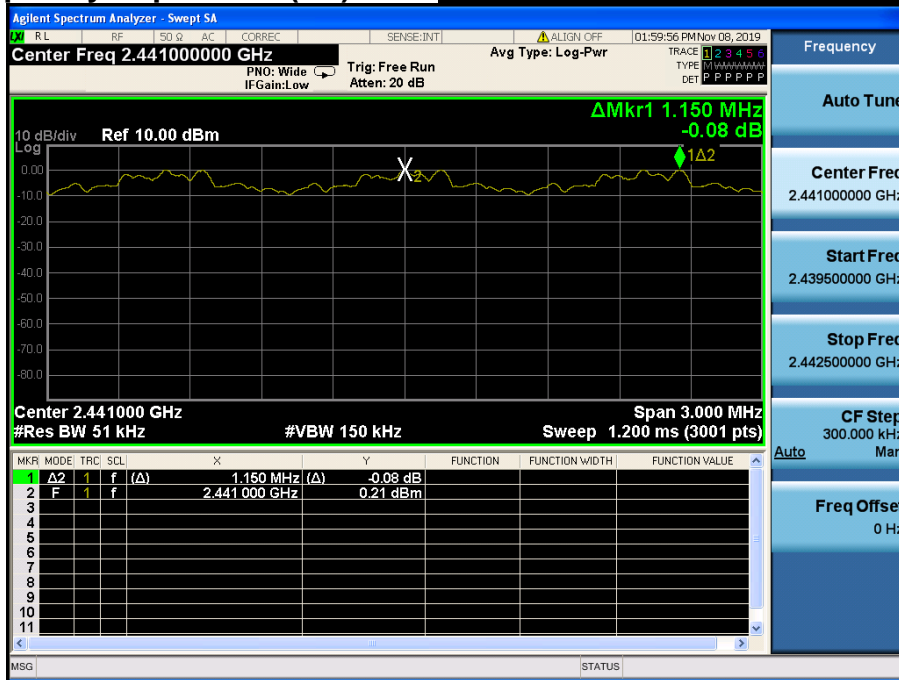 Agilent Spectrum Analyzer - Swept SA
LXI RL RF 50 Ω AC CORREC SENSE:INT ALIGN OFF 01:59:56 PM Nov 08, 2019
Center Freq 2.441000000 GHz
PNO: Wide
IFGain:Low
Trig: Free Run
Atten: 20 dB
Avg Type: Log-Pwr
TRACE 1 2 3 4 5 6
TYPE M
DET P P P P P P
ΔMkr1 1.150 MHz
-0.08 dB
10 dB/div Ref 10.00 dBm
Log
1Δ2
X2
0.00
-10.0
-20.0
-30.0
-40.0
-50.0
-60.0
-70.0
-80.0
Center 2.441000 GHz Span 3.000 MHz
#Res BW 51 kHz #VBW 150 kHz Sweep 1.200 ms (3001 pts)
MKR MODE TRC SCL X Y FUNCTION FUNCTION WIDTH FUNCTION VALUE
1 Δ2 1 f (Δ) 1.150 MHz (Δ) -0.08 dB
2 F 1 f 2.441 000 GHz 0.21 dBm
3
4
5
6
7
8
9
10
11
MSG STATUS
Frequency
Auto Tune
Center Freq
2.441000000 GHz
Start Freq
2.439500000 GHz
Stop Freq
2.442500000 GHz
CF Step
300.000 kHz
Auto Man
Freq Offset
0 Hz